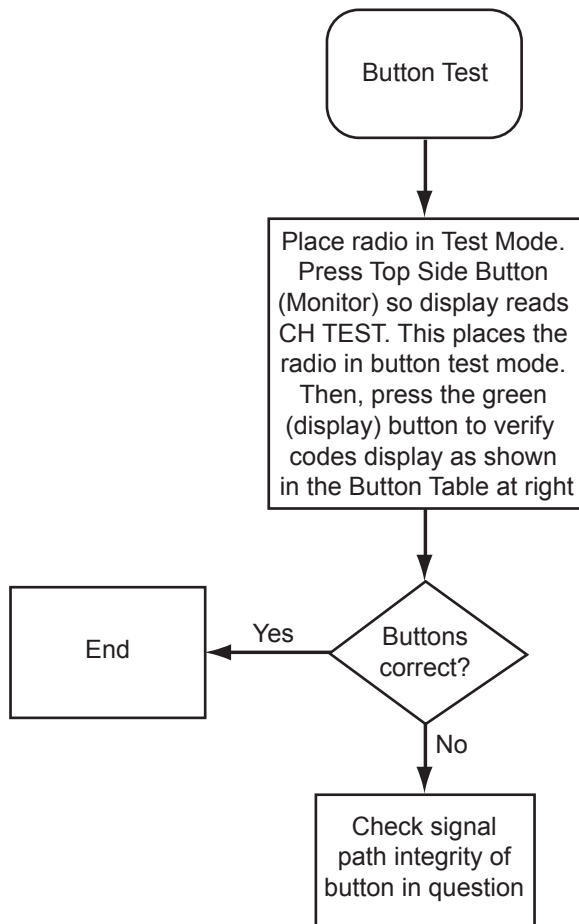 Button Test
Place radio in Test Mode.
Press Top Side Button
(Monitor) so display reads
CH TEST. This places the
radio in button test mode.
Then, press the green
(display) button to verify
codes display as shown
in the Button Table at right
Buttons
correct?
Yes
End
No
Check signal
path integrity of
button in question